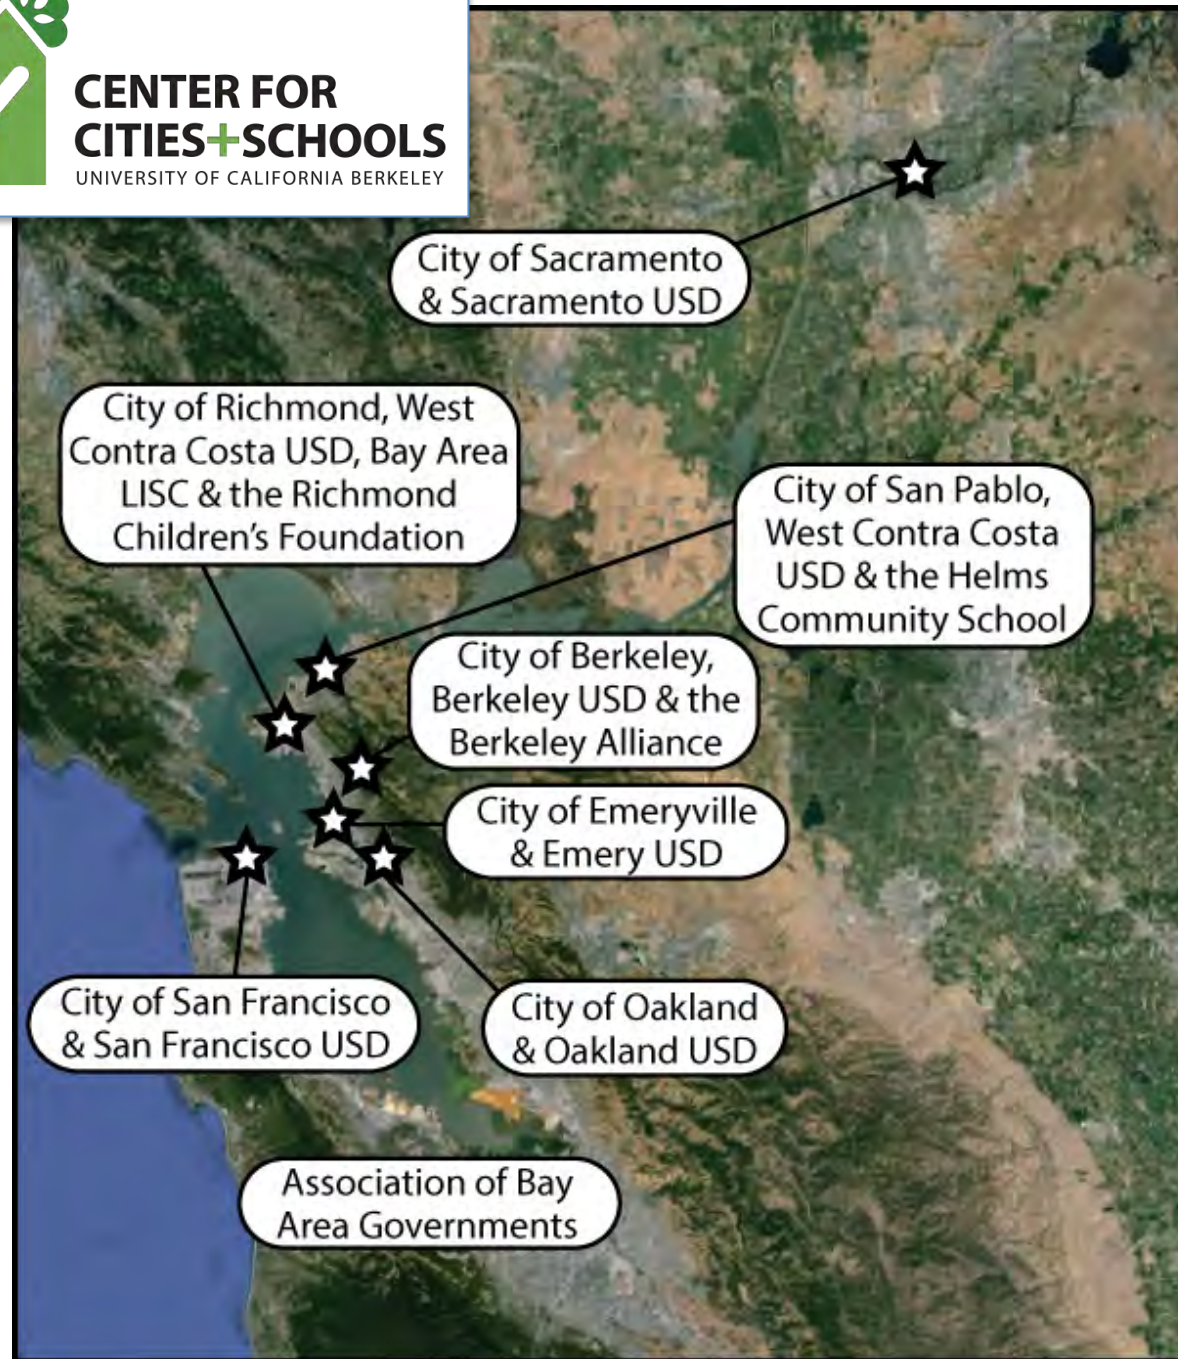 CENTER FOR
CITIES+SCHOOLS
UNIVERSITY OF CALIFORNIA BERKELEY
City of Sacramento
& Sacramento USD
City of Richmond, West
Contra Costa USD, Bay Area
LISC & the Richmond
Children's Foundation
City of San Pablo,
West Contra Costa
USD & the Helms
Community School
City of Berkeley,
Berkeley USD & the
Berkeley Alliance
City of Emeryville
& Emery USD
City of San Francisco
& San Francisco USD
City of Oakland
& Oakland USD
Association of Bay
Area Governments